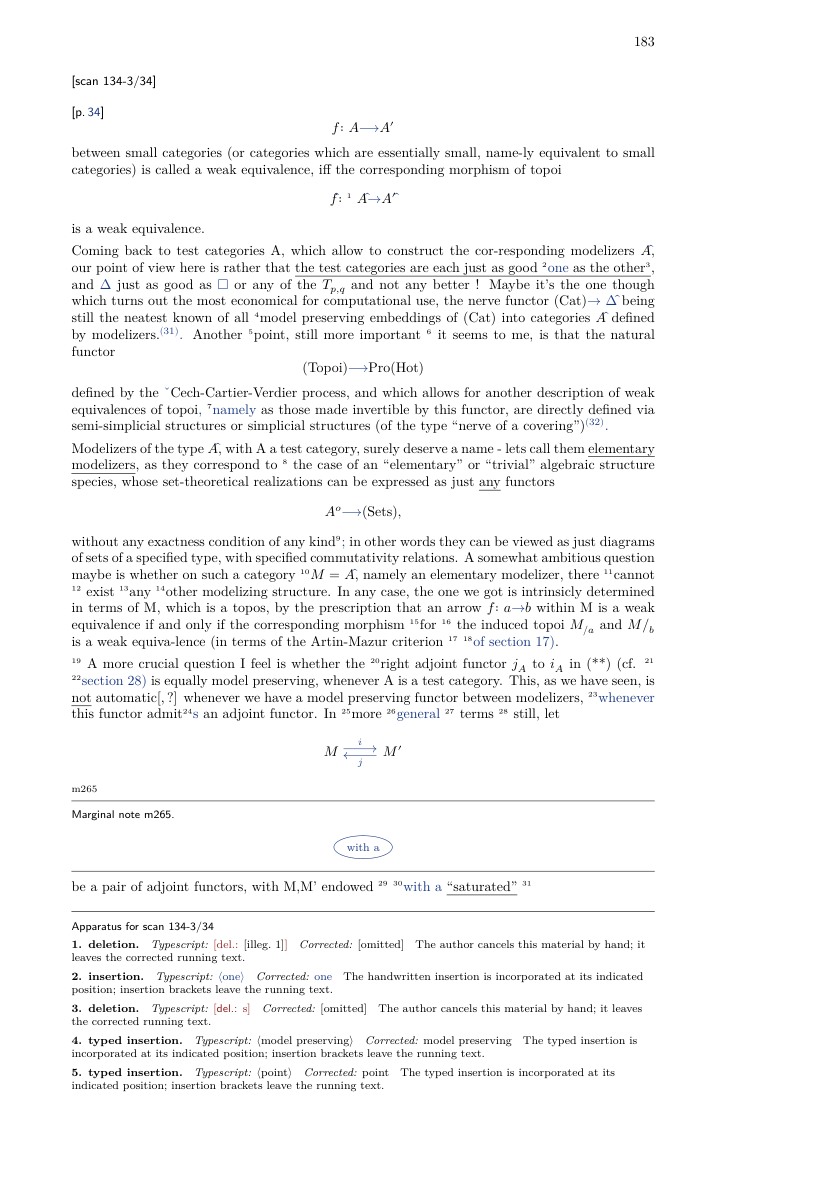 183
[scan 134-3/34]
[p. 34]
f: A⟶A′
between small categories (or categories which are essentially small, name-ly equivalent to small
categories) is called a weak equivalence, iff the corresponding morphism of topoi
f̂: ¹ Â→A′^
is a weak equivalence.
Coming back to test categories A, which allow to construct the cor-responding modelizers Â,
our point of view here is rather that the test categories are each just as good ²one as the other³,
and Δ just as good as □ or any of the T_{p,q} and not any better ! Maybe it's the one though
which turns out the most economical for computational use, the nerve functor (Cat)→ Δ^ being
still the neatest known of all ⁴model preserving embeddings of (Cat) into categories Â defined
by modelizers.⁽³¹⁾. Another ⁵point, still more important ⁶ it seems to me, is that the natural
functor
(Topoi)⟶Pro(Hot)
defined by the ˇCech-Cartier-Verdier process, and which allows for another description of weak
equivalences of topoi, ⁷namely as those made invertible by this functor, are directly defined via
semi-simplicial structures or simplicial structures (of the type “nerve of a covering”)⁽³²⁾.
Modelizers of the type Â, with A a test category, surely deserve a name - lets call them elementary
modelizers, as they correspond to ⁸ the case of an “elementary” or “trivial” algebraic structure
species, whose set-theoretical realizations can be expressed as just any functors
Aᵒ⟶(Sets),
without any exactness condition of any kind⁹; in other words they can be viewed as just diagrams
of sets of a specified type, with specified commutativity relations. A somewhat ambitious question
maybe is whether on such a category ¹⁰M = Â, namely an elementary modelizer, there ¹¹cannot
¹² exist ¹³any ¹⁴other modelizing structure. In any case, the one we got is intrinsicly determined
in terms of M, which is a topos, by the prescription that an arrow f: a→b within M is a weak
equivalence if and only if the corresponding morphism ¹⁵for ¹⁶ the induced topoi M_{/a} and M/_b
is a weak equiva-lence (in terms of the Artin-Mazur criterion ¹⁷ ¹⁸of section 17).
¹⁹ A more crucial question I feel is whether the ²⁰right adjoint functor j_A to i_A in (**) (cf. ²¹
²²section 28) is equally model preserving, whenever A is a test category. This, as we have seen, is
not automatic[, ?] whenever we have a model preserving functor between modelizers, ²³whenever
this functor admit²⁴s an adjoint functor. In ²⁵more ²⁶general ²⁷ terms ²⁸ still, let
M ⇄ M′ i j
m265
Marginal note m265.
with a
be a pair of adjoint functors, with M,M’ endowed ²⁹ ³⁰with a “saturated” ³¹
Apparatus for scan 134-3/34
1. deletion. Typescript: [del.: [illeg. 1]] Corrected: [omitted] The author cancels this material by hand; it
leaves the corrected running text.
2. insertion. Typescript: ⟨one⟩ Corrected: one The handwritten insertion is incorporated at its indicated
position; insertion brackets leave the running text.
3. deletion. Typescript: [del.: s] Corrected: [omitted] The author cancels this material by hand; it leaves
the corrected running text.
4. typed insertion. Typescript: ⟨model preserving⟩ Corrected: model preserving The typed insertion is
incorporated at its indicated position; insertion brackets leave the running text.
5. typed insertion. Typescript: ⟨point⟩ Corrected: point The typed insertion is incorporated at its
indicated position; insertion brackets leave the running text.